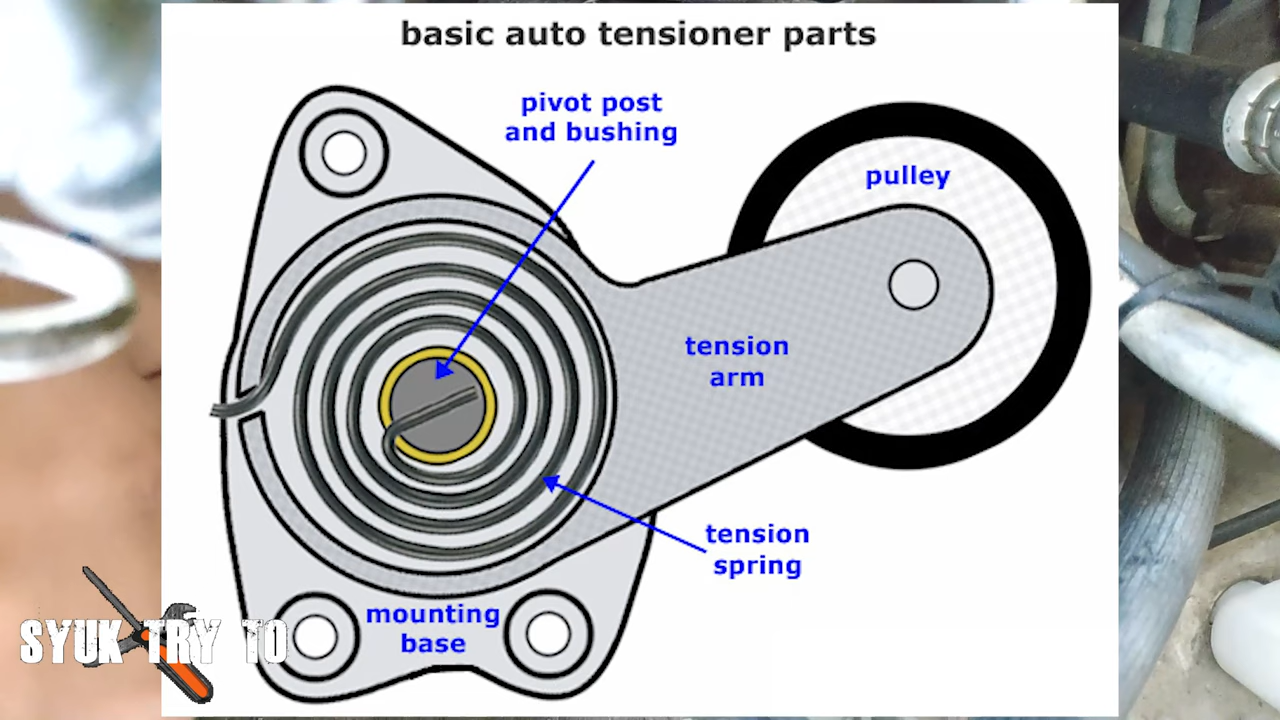 basic auto tensioner parts
pivot post
and bushing
pulley
tension
arm
tension
spring
mounting
base
SYUK TRY TO